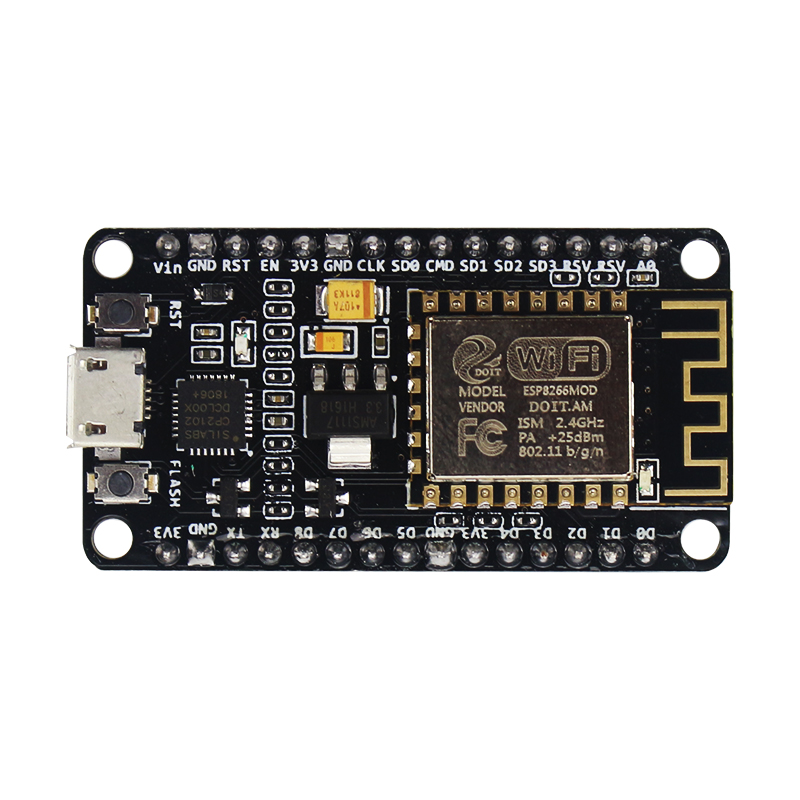 Vin GND RST EN 3V3 GND CLK SD0 CMD SD1 SD2 SD3 RSV RSV A0
RST
107A
811K3
SILABS
CP2102
DCL00X
1806+
AMS1117
3.3 H1618
DOIT
WiFi
MODEL ESP8266MOD
VENDOR DOIT.AM
FC
ISM 2.4GHz
PA +25dBm
802.11 b/g/n
FLASH
3V3 GND TX RX D8 D7 D6 D5 GND 3V3 D4 D3 D2 D1 D0